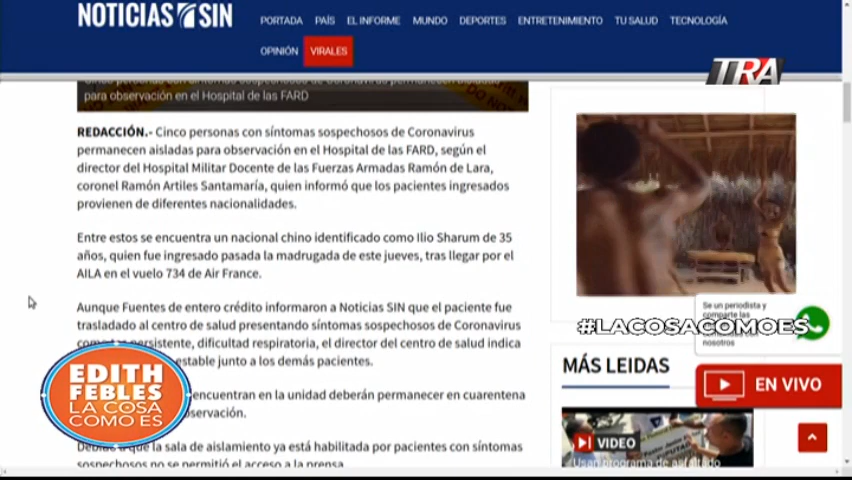 NOTICIAS SIN
PORTADA PAÍS EL INFORME MUNDO DEPORTES ENTRETENIMIENTO TU SALUD TECNOLOGÍA
OPINIÓN VIRALES
TRA
para observación en el Hospital de las FARD
REDACCIÓN.- Cinco personas con síntomas sospechosos de Coronavirus
permanecen aisladas para observación en el Hospital de las FARD, según el
director del Hospital Militar Docente de las Fuerzas Armadas Ramón de Lara,
coronel Ramón Artiles Santamaría, quien informó que los pacientes ingresados
provienen de diferentes nacionalidades.
Entre estos se encuentra un nacional chino identificado como Ilio Sharum de 35
años, quien fue ingresado pasada la madrugada de este jueves, tras llegar por el
AILA en el vuelo 734 de Air France.
Aunque Fuentes de entero crédito informaron a Noticias SIN que el paciente fue
trasladado al centro de salud presentando síntomas sospechosos de Coronavirus
persistente, dificultad respiratoria, el director del centro de salud indica
estable junto a los demás pacientes.
encuentran en la unidad deberán permanecer en cuarentena
a que la sala de aislamiento ya está habilitada por pacientes con síntomas
sospechosos no se permitió el acceso a la prensa
EDITH
FEBLES
LA COSA
COMO ES
Se un periodista y
comparte las
#LACOSACOMOES
nosotros
MÁS LEIDAS
EN VIVO
VIDEO
Usan programa de asfaltado